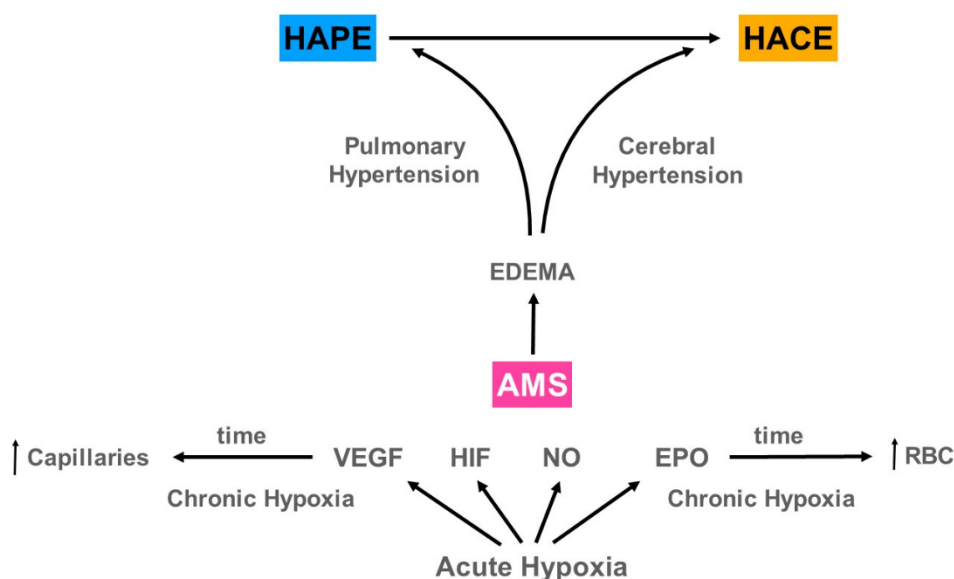 HAPE
HACE
Pulmonary
Hypertension
Cerebral
Hypertension
EDEMA
AMS
time
time
Capillaries
VEGF
HIF
NO
EPO
RBC
Chronic Hypoxia
Chronic Hypoxia
Acute Hypoxia